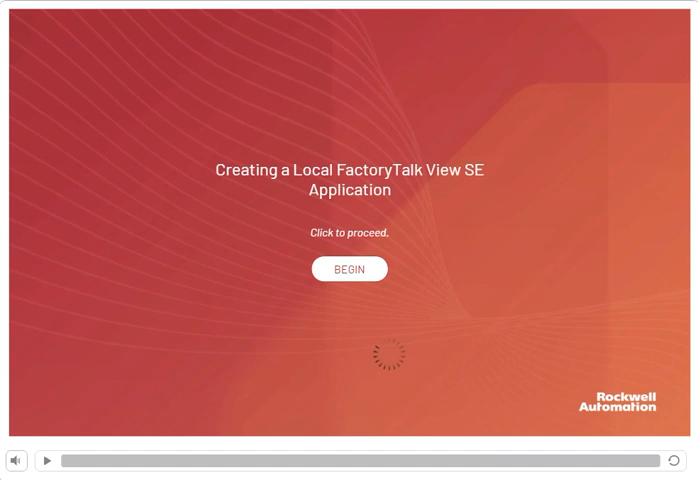 Creating a Local FactoryTalk View SE
Application
Click to proceed.
BEGIN
Rockwell
Automation